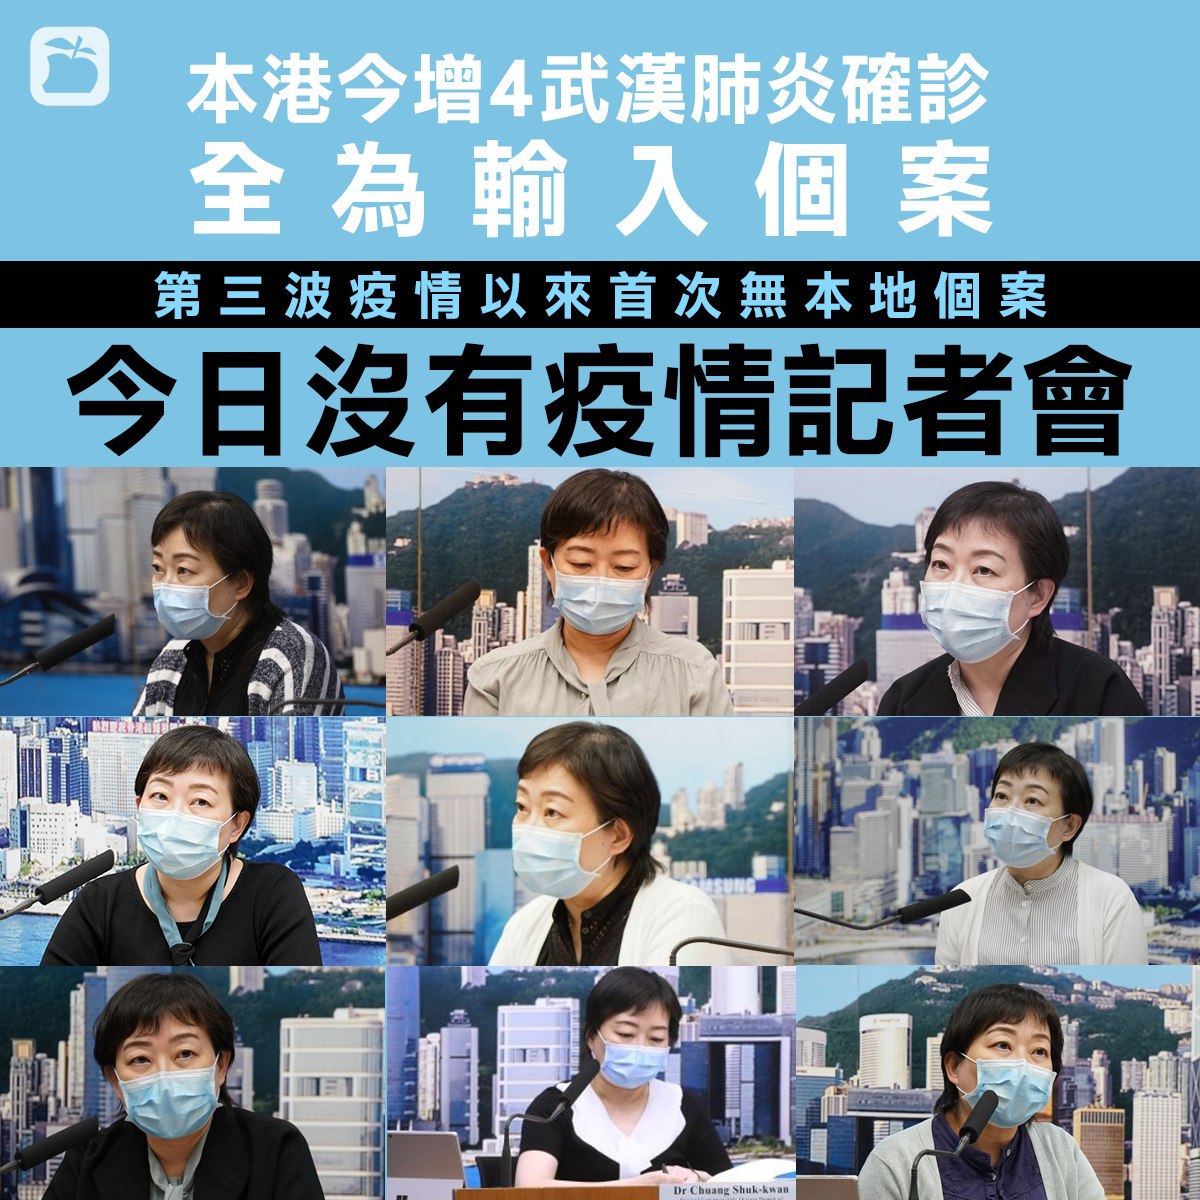 本港今增4武漢肺炎確診
全為輸入個案
第三波疫情以來首次無本地個案
今日沒有疫情記者會
SAMSUNG
Dr Chuang Shuk-kwan